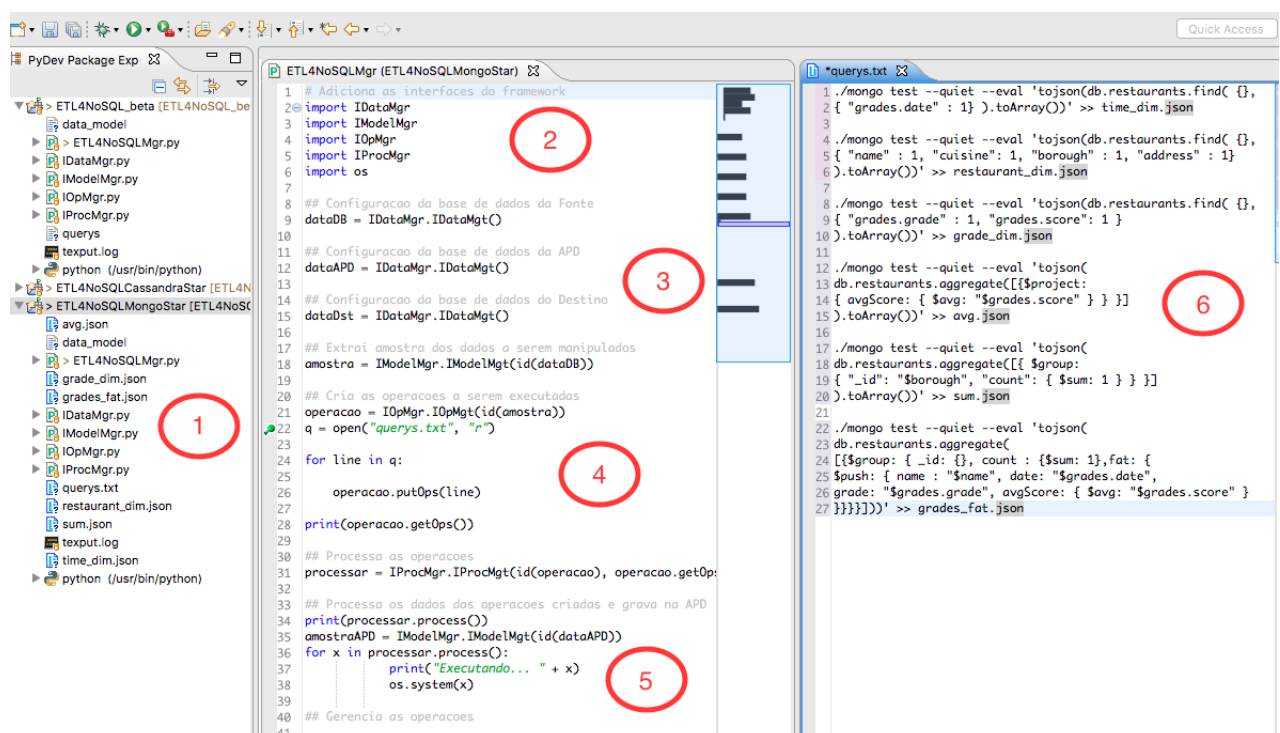 Quick Access
PyDev Package Exp
> ETL4NoSQL_beta [ETL4NoSQL_be
data_model
> ETL4NoSQLMgr.py
IDataMgr.py
IModelMgr.py
IOpMgr.py
IProcMgr.py
querys
texput.log
python (/usr/bin/python)
> ETL4NoSQLCassandraStar [ETL4N
> ETL4NoSQLMongoStar [ETL4NoSQ
avg.json
data_model
> ETL4NoSQLMgr.py
grade_dim.json
grades_fat.json
IDataMgr.py
IModelMgr.py
IOpMgr.py
IProcMgr.py
querys.txt
restaurant_dim.json
sum.json
texput.log
time_dim.json
python (/usr/bin/python)
1
ETL4NoSQLMgr (ETL4NoSQLMongoStar)
1 # Adiciona as interfaces do framework
2 import IDataMgr
3 import IModelMgr
4 import IOpMgr
5 import IProcMgr
6 import os
7
8 ## Configuracao da base de dados da Fonte
9 dataDB = IDataMgr.IDataMgt()
10
11 ## Configuracao da base de dados da APD
12 dataAPD = IDataMgr.IDataMgt()
13
14 ## Configuracao da base de dados do Destino
15 dataDst = IDataMgr.IDataMgt()
16
17 ## Extrai amostra dos dados a serem manipulados
18 amostra = IModelMgr.IModelMgt(id(dataDB))
19
20 ## Cria as operacoes a serem executadas
21 operacao = IOpMgr.IOpMgt(id(amostra))
22 q = open("querys.txt", "r")
23
24 for line in q:
25
26 operacao.putOps(line)
27
28 print(operacao.getOps())
29
30 ## Processa as operacoes
31 processar = IProcMgr.IProcMgt(id(operacao), operacao.getOps
32
33 ## Processa os dados das operacoes criadas e grava na APD
34 print(processar.process())
35 amostraAPD = IModelMgr.IModelMgt(id(dataAPD))
36 for x in processar.process():
37 print("Executando... " + x)
38 os.system(x)
39
40 ## Gerencia as operacoes
41
2
3
4
5
*querys.txt
1 ./mongo test --quiet --eval 'tojson(db.restaurants.find( {},
2 { "grades.date" : 1} ).toArray())' >> time_dim.json
3
4 ./mongo test --quiet --eval 'tojson(db.restaurants.find( {},
5 { "name" : 1, "cuisine": 1, "borough" : 1, "address" : 1}
6 ).toArray())' >> restaurant_dim.json
7
8 ./mongo test --quiet --eval 'tojson(db.restaurants.find( {},
9 { "grades.grade" : 1, "grades.score": 1 }
10 ).toArray())' >> grade_dim.json
11
12 ./mongo test --quiet --eval 'tojson(
13 db.restaurants.aggregate([{$project:
14 { avgScore: { $avg: "$grades.score" } } }]
15 ).toArray())' >> avg.json
16
17 ./mongo test --quiet --eval 'tojson(
18 db.restaurants.aggregate([{ $group:
19 { "_id": "$borough", "count": { $sum: 1 } } }]
20 ).toArray())' >> sum.json
21
22 ./mongo test --quiet --eval 'tojson(
23 db.restaurants.aggregate(
24 [{$group: { _id: {}, count : {$sum: 1},fat: {
25 $push: { name : "$name", date: "$grades.date",
26 grade: "$grades.grade", avgScore: { $avg: "$grades.score" }
27 }}}}]))' >> grades_fat.json
6